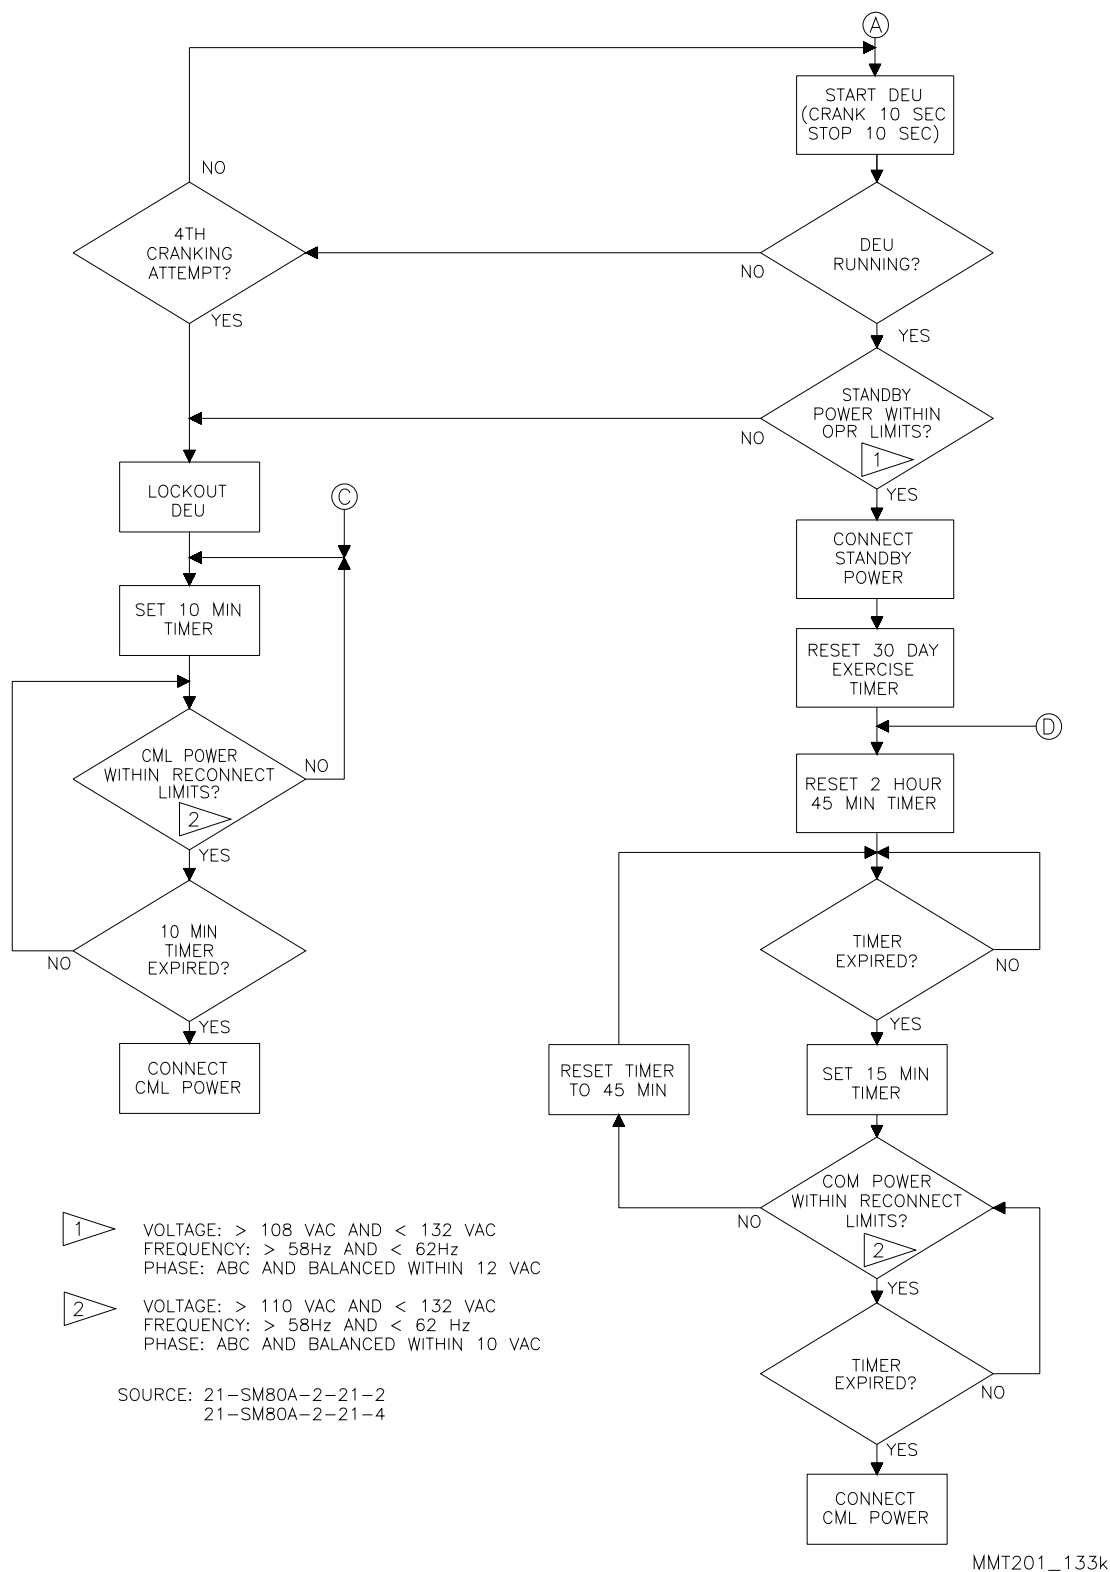 A
START DEU
(CRANK 10 SEC
STOP 10 SEC)
NO
4TH
CRANKING
ATTEMPT?
YES
DEU
RUNNING?
NO
YES
STANDBY
POWER WITHIN
OPR LIMITS?
1
NO
YES
LOCKOUT
DEU
C
CONNECT
STANDBY
POWER
SET 10 MIN
TIMER
RESET 30 DAY
EXERCISE
TIMER
D
CML POWER
WITHIN RECONNECT
LIMITS?
2
NO
YES
RESET 2 HOUR
45 MIN TIMER
10 MIN
TIMER
EXPIRED?
NO
YES
TIMER
EXPIRED?
NO
YES
CONNECT
CML POWER
RESET TIMER
TO 45 MIN
SET 15 MIN
TIMER
COM POWER
WITHIN RECONNECT
LIMITS?
2
NO
YES
1
VOLTAGE: > 108 VAC AND < 132 VAC
FREQUENCY: > 58Hz AND < 62Hz
PHASE: ABC AND BALANCED WITHIN 12 VAC
2
VOLTAGE: > 110 VAC AND < 132 VAC
FREQUENCY: > 58Hz AND < 62 Hz
PHASE: ABC AND BALANCED WITHIN 10 VAC
TIMER
EXPIRED?
NO
YES
SOURCE: 21-SM80A-2-21-2
21-SM80A-2-21-4
CONNECT
CML POWER
MMT201_133k